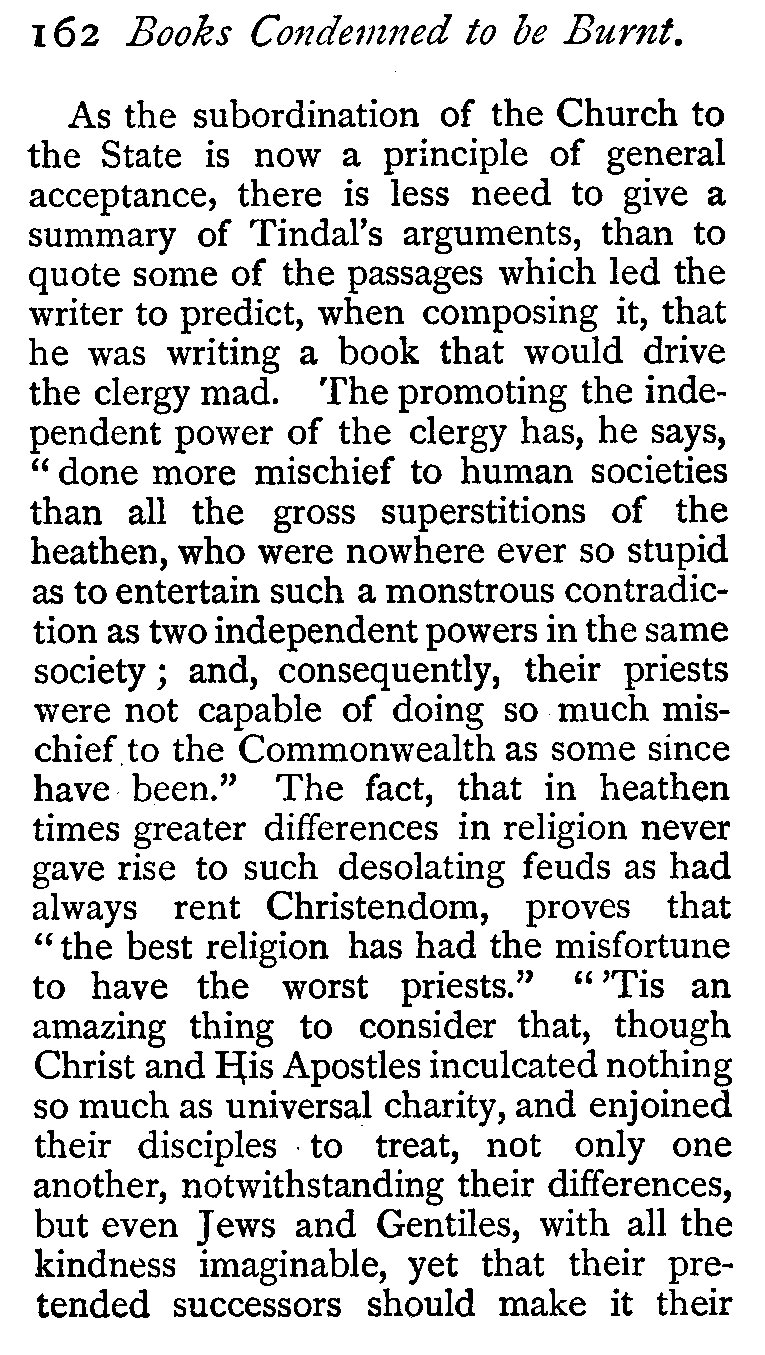 162 Books Condemned to be Burnt.
As the subordination of the Church to
the State is now a principle of general
acceptance, there is less need to give a
summary of Tindal's arguments, than to
quote some of the passages which led the
writer to predict, when composing it, that
he was writing a book that would drive
the clergy mad. The promoting the inde-
pendent power of the clergy has, he says,
“ done more mischief to human societies
than all the gross superstitions of the
heathen, who were nowhere ever so stupid
as to entertain such a monstrous contradic-
tion as two independent powers in the same
society ; and, consequently, their priests
were not capable of doing so much mis-
chief to the Commonwealth as some since
have been.” The fact, that in heathen
times greater differences in religion never
gave rise to such desolating feuds as had
always rent Christendom, proves that
“ the best religion has had the misfortune
to have the worst priests.” “ ’Tis an
amazing thing to consider that, though
Christ and His Apostles inculcated nothing
so much as universal charity, and enjoined
their disciples to treat, not only one
another, notwithstanding their differences,
but even Jews and Gentiles, with all the
kindness imaginable, yet that their pre-
tended successors should make it their